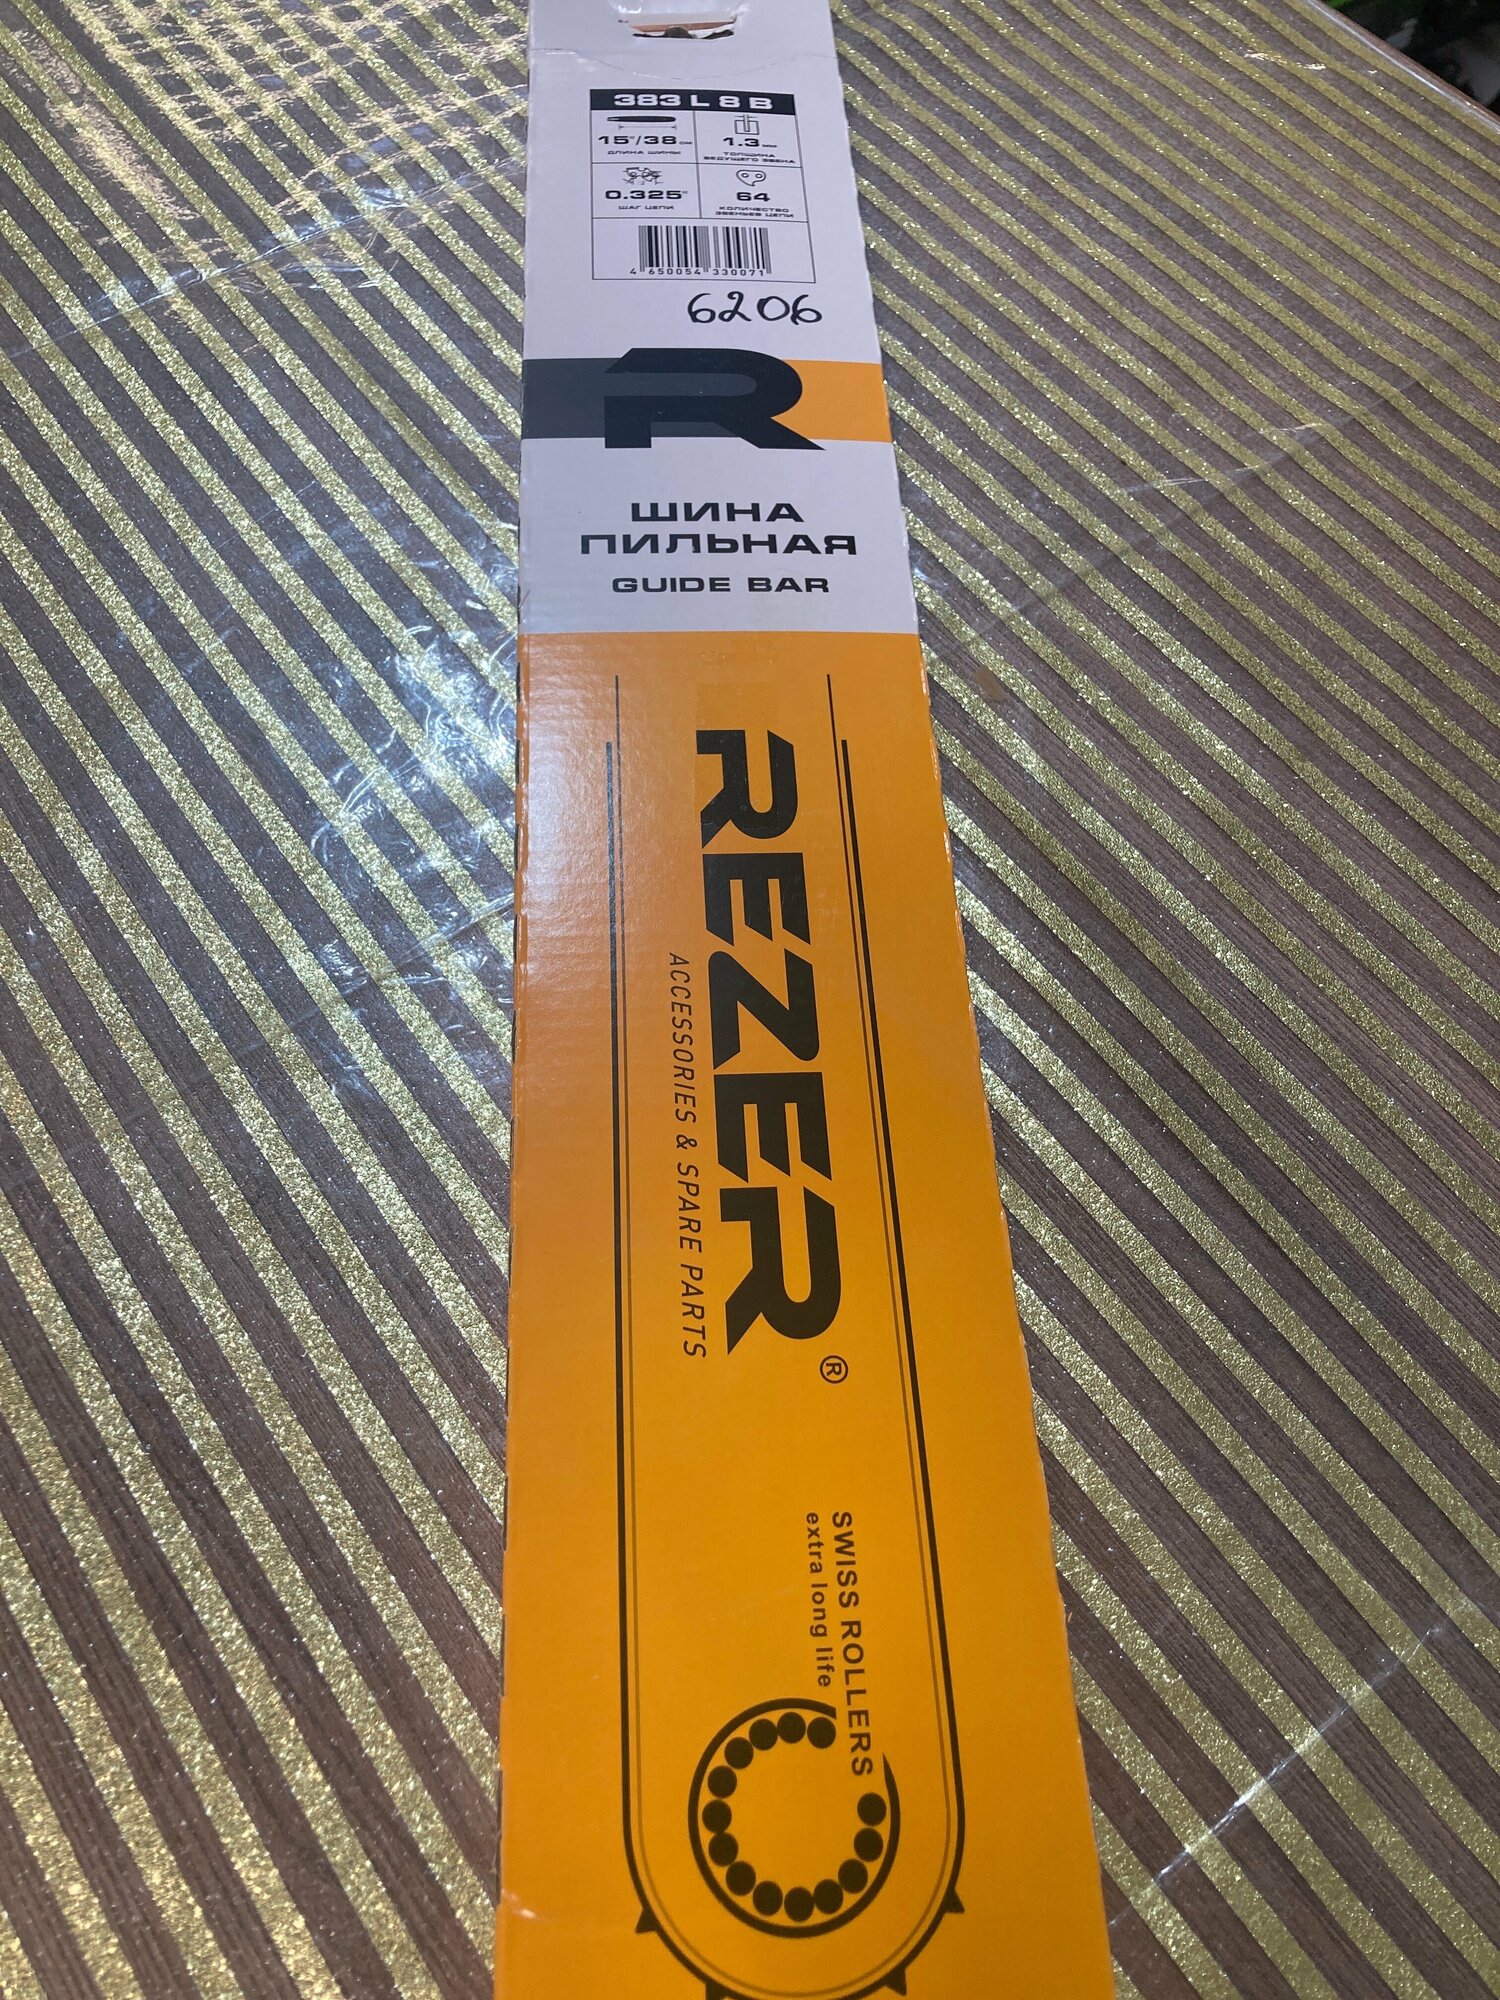 383 L 8 B
15"/38 см
ДЛИНА ШИНЫ
1.3 мм
ТОЛЩИНА
ВЕДУЩЕГО ЗВЕНА
0.325"
ШАГ ЦЕПИ
64
КОЛИЧЕСТВО
ЗВЕНЬЕВ ЦЕПИ
4 650054 330071
6206
R
ШИНА
ПИЛЬНАЯ
GUIDE BAR
REZER®
ACCESSORIES & SPARE PARTS
SWISS ROLLERS
extra long life